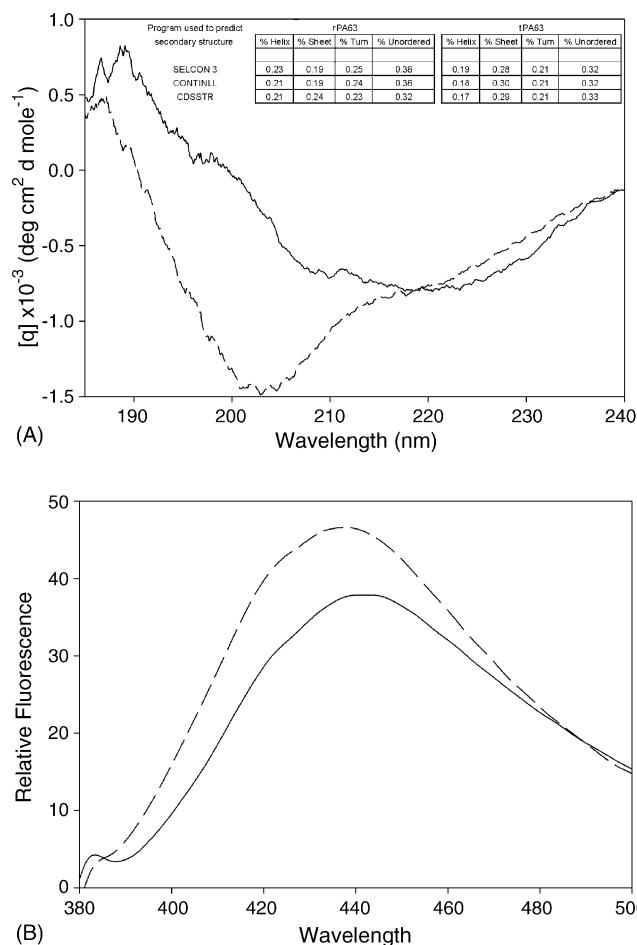 Program used to predict
secondary structure
rPA63
tPA63
% Helix % Sheet % Turn % Unordered
% Helix % Sheet % Turn % Unordered
SELCON 3 0.23 0.19 0.25 0.36 0.19 0.28 0.21 0.32
CONTINLL 0.21 0.19 0.24 0.36 0.18 0.30 0.21 0.32
CDSSTR 0.21 0.24 0.23 0.32 0.17 0.29 0.21 0.33
1.0
0.5
0.0
-0.5
-1.0
-1.5
[q] x10⁻³ (deg cm² d mole⁻¹)
190 200 210 220 230 240
Wavelength (nm)
(A)
50
40
30
20
10
0
Relative Fluorescence
380 400 420 440 460 480 50
Wavelength
(B)